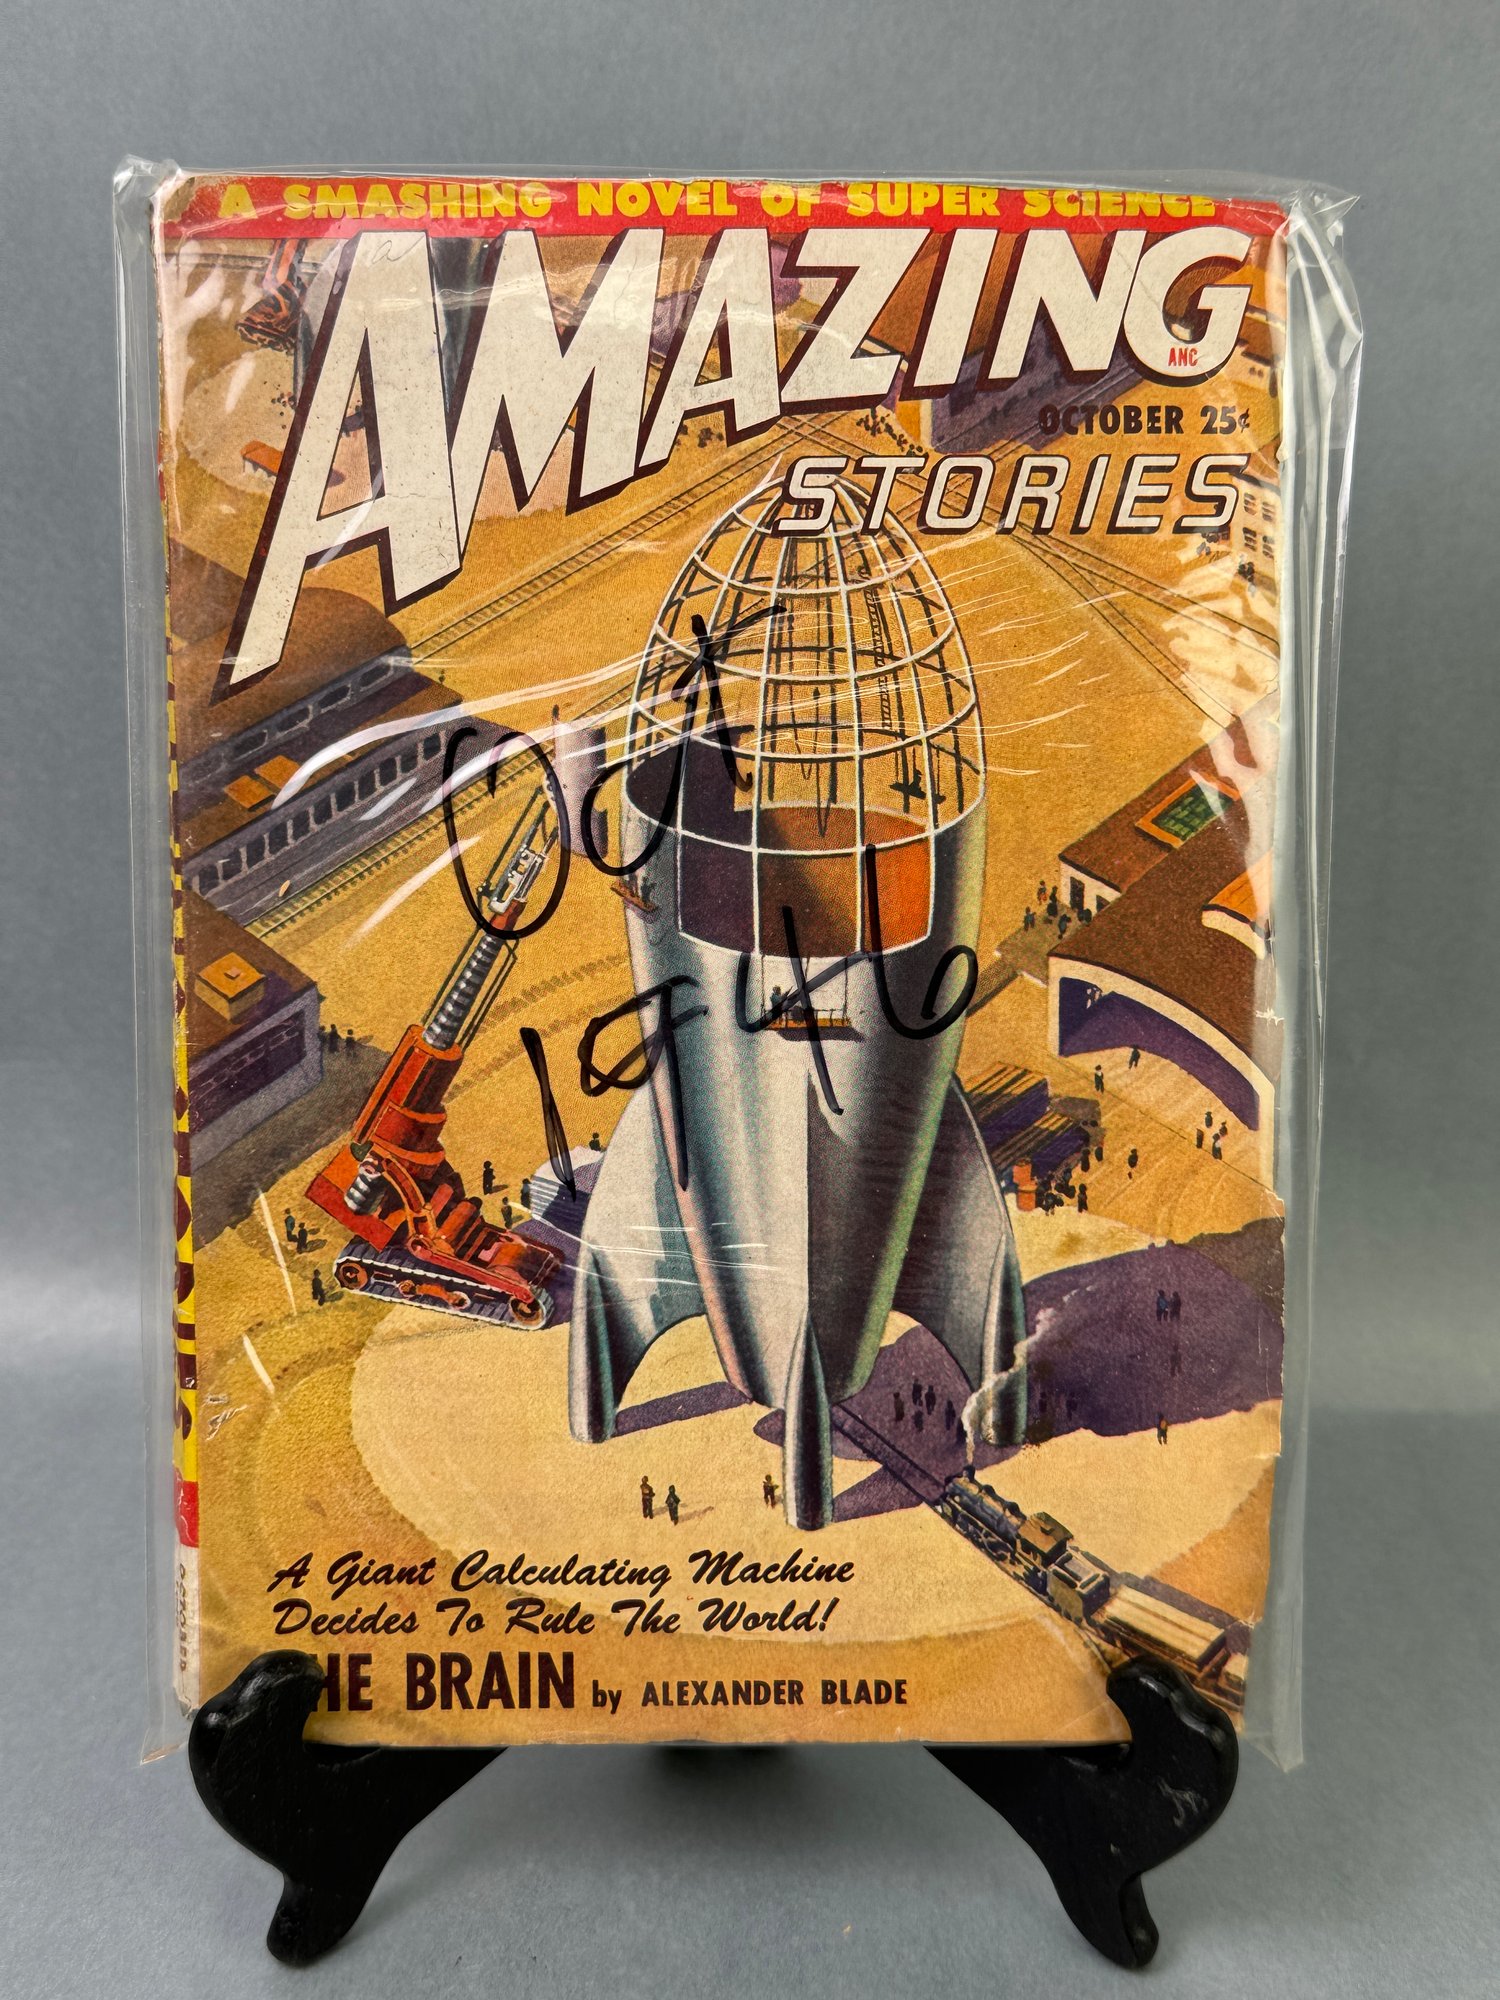 A SMASHING NOVEL OF SUPER SCIENCE
AMAZING
ANC
OCTOBER 25¢
STORIES
Oct
1946
A Giant Calculating Machine
Decides To Rule The World!
THE BRAIN by ALEXANDER BLADE
OCTOBER